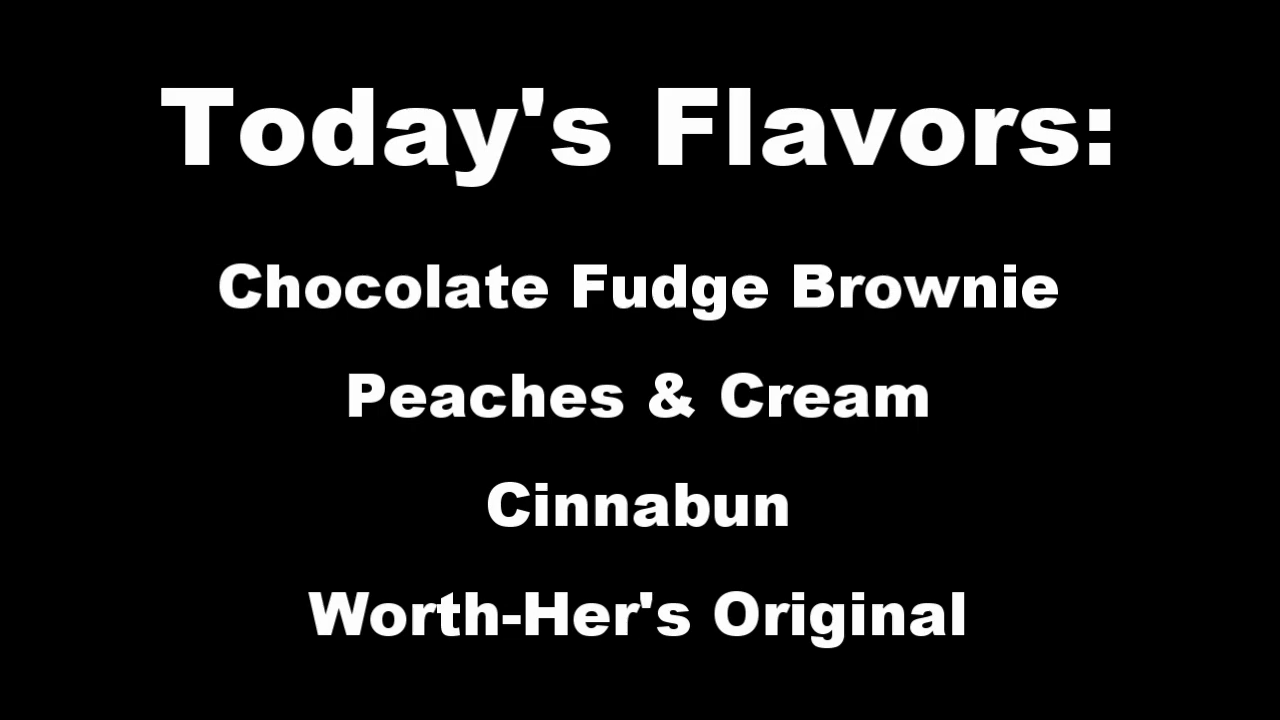 Today's Flavors:
Chocolate Fudge Brownie
Peaches & Cream
Cinnabun
Worth-Her's Original